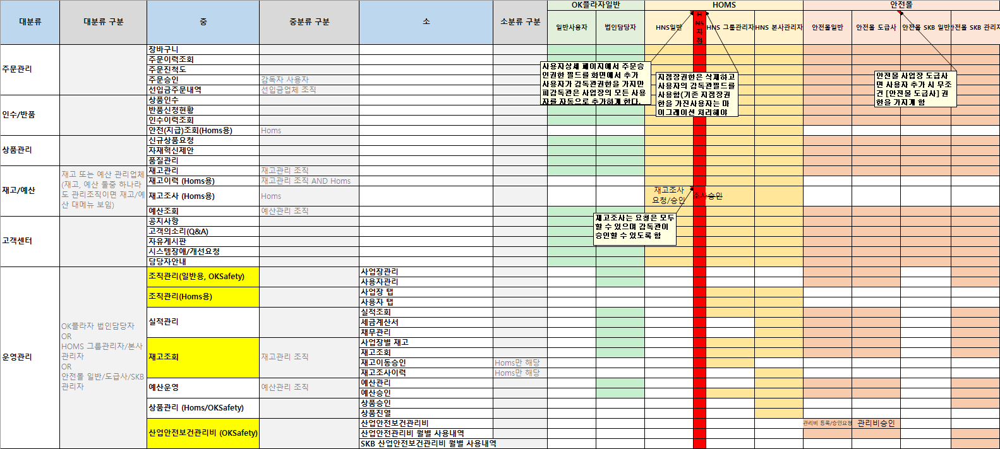 OK플라자일반
HOMS
안전몰
대분류
대분류 구분
중
중분류 구분
소
소분류 구분
일반사용자
법인담당자
HNS일반
HNS지점
HNS 그룹관리자
HNS 본사관리자
안전몰일반
안전몰 도급사
안전몰 SKB 일반
안전몰 SKB 관리자
주문관리
장바구니
주문이력조회
주문진척도
주문승인
감독자 사용자
선입금주문내역
선입금업체 조직
사용자상세 페이지에서 주문승
인권한 필드를 화면에서 추가
사용자가 감독관권한을 가지만
피감독관은 사업장의 모든 사용
자를 자동으로 추가하게 한다.
지점장권한은 삭제하고
사용자의 감독관필드를
사용함(기존 지점장권
한을 가진사용자는 마
이그레이션 처리해야
안전몰 사업장 도급사
면 사용자 추가 시 무조
건 [안전몰 도급사] 권
한을 가지게 함
인수/반품
상품인수
반품신청현황
인수이력조회
안전(지급)조회(Homs용)
Homs
상품관리
신규상품요청
자재혁신제안
품질관리
재고/예산
재고 또는 예산 관리업체
(재고, 예산 둘중 하나라
도 관리조직이면 재고/예
산 대메뉴 보임)
재고관리
재고관리 조직
재고이력 (Homs용)
재고관리 조직 AND Homs
재고조사 (Homs용)
Homs
재고조사
요청/승인
조사승인
예산조회
예산관리 조직
재고조사는 요청은 모두
할 수 있으며 감독관이
승인할 수 있도록 함
고객센터
공지사항
고객의소리(Q&A)
자유게시판
시스템장애/개선요청
담당자안내
운영관리
OK플라자 법인담당자
OR
HOMS 그룹관리자/본사
관리자
OR
안전몰 일반/도급사/SKB
관리자
조직관리(일반용, OKSafety)
사업장관리
사용자관리
조직관리(Homs용)
사업장 탭
사용자 탭
실적관리
실적조회
세금계산서
채무관리
재고조회
재고관리 조직
사업장별 재고
재고조회
재고이동승인
Homs만 해당
재고조사이력
Homs만 해당
예산운영
예산관리 조직
예산관리
예산승인
상품관리 (Homs/OKSafety)
상품승인
상품진열
산업안전보건관리비 (OKSafety)
산업안전보건관리비
관리비 등록/승인요청
관리비승인
산업안전관리비 월별 사용내역
SKB 산업안전보건관리비 월별 사용내역